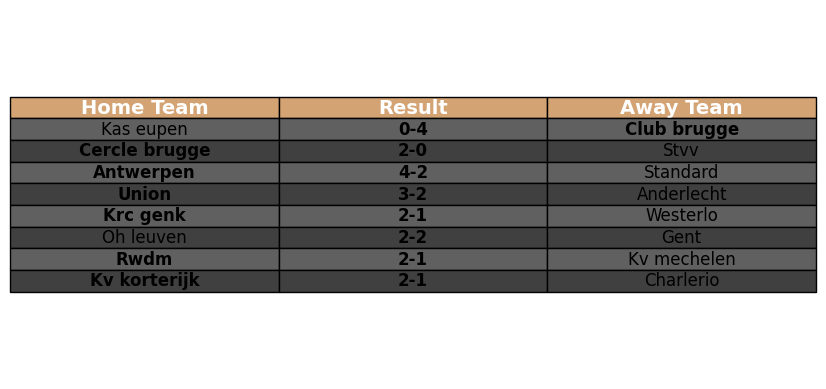 Home Team Result Away Team
Kas eupen 0-4 Club brugge
Cercle brugge 2-0 Stvv
Antwerpen 4-2 Standard
Union 3-2 Anderlecht
Krc genk 2-1 Westerlo
Oh leuven 2-2 Gent
Rwdm 2-1 Kv mechelen
Kv korterijk 2-1 Charlerio